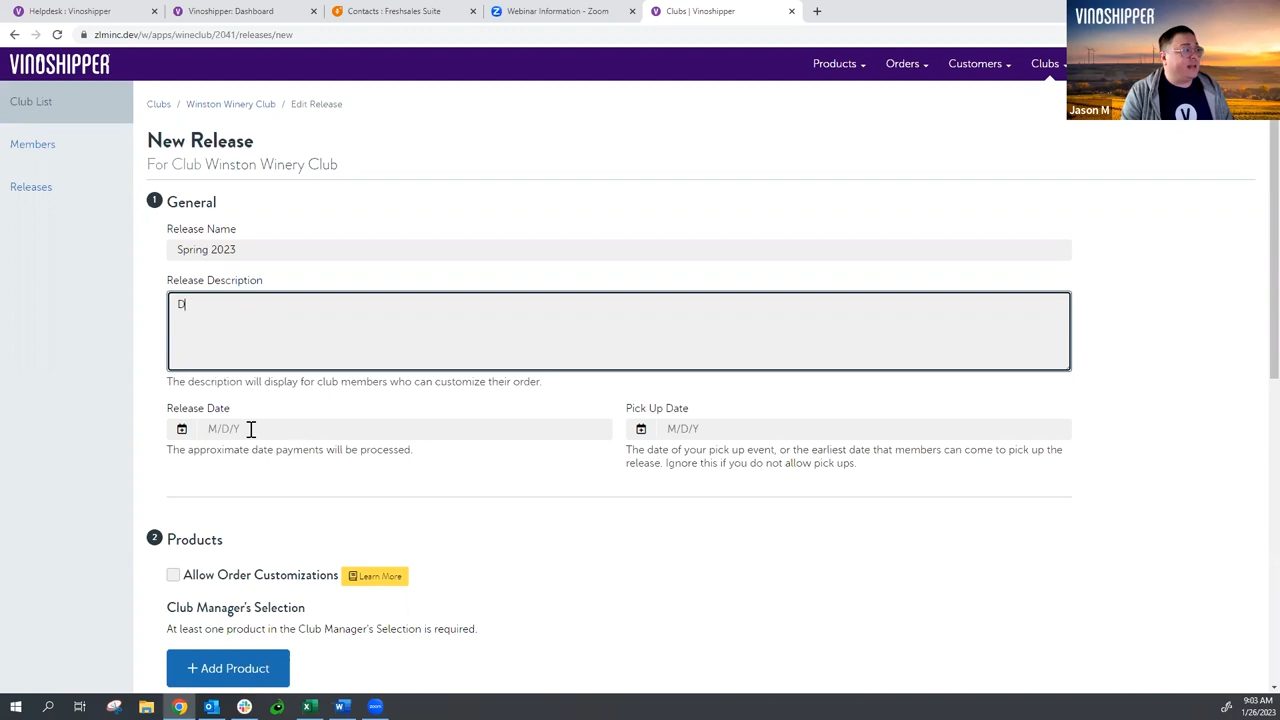 Helpdesk : Vinoshipper
Vinoshipper: Dashboard
Contacts : Freshsales Suite
Webinar Information - Zoom
Clubs | Vinoshipper
zlminc.dev/w/apps/wineclub/2041/releases/new
VINOSHIPPER
Products
Orders
Customers
Clubs
VINOSHIPPER
Jason M
Club List
Members
Releases
Clubs / Winston Winery Club / Edit Release
New Release
For Club Winston Winery Club
1 General
Release Name
Spring 2023
Release Description
D
The description will display for club members who can customize their order.
Release Date
M/D/Y
The approximate date payments will be processed.
Pick Up Date
M/D/Y
The date of your pick up event, or the earliest date that members can come to pick up the
release. Ignore this if you do not allow pick ups.
2 Products
Allow Order Customizations Learn More
Club Manager's Selection
At least one product in the Club Manager's Selection is required.
+ Add Product
9:03 AM
1/26/2023